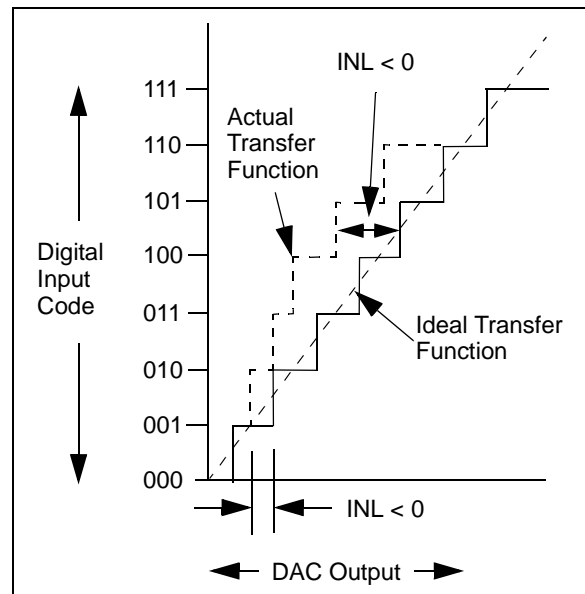 INL < 0
111
Actual
Transfer
Function
110
101
Digital
Input
Code
100
011
Ideal Transfer
Function
010
001
000
INL < 0
DAC Output